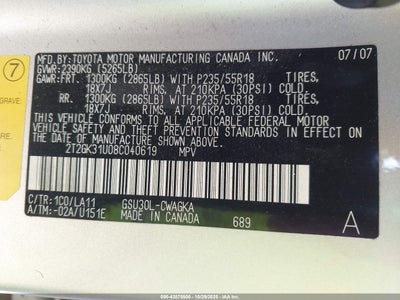 MFD. BY: TOYOTA MOTOR MANUFACTURING CANADA INC. 07/07
GVWR: 2390KG (5265LB)
GAWR: FRT. 1300KG (2865LB) WITH P235/55R18 TIRES,
18X7J RIMS, AT 210KPA (30PSI) COLD
RR. 1300KG (2865LB) WITH P235/55R18 TIRES,
18X7J RIMS, AT 210KPA (30PSI) COLD.
THIS VEHICLE CONFORMS TO ALL APPLICABLE FEDERAL MOTOR
VEHICLE SAFETY, BUMPER, AND THEFT PREVENTION STANDARDS IN EFFECT
ON THE DATE OF MANUFACTURE SHOWN ABOVE.
2T2GK31U08C040619 MPV
C/TR: 1C0/LA11 GSU30L-CWAGKA
A/TM: -02A/U151E MADE IN CANADA 689 A
7
GRAVE